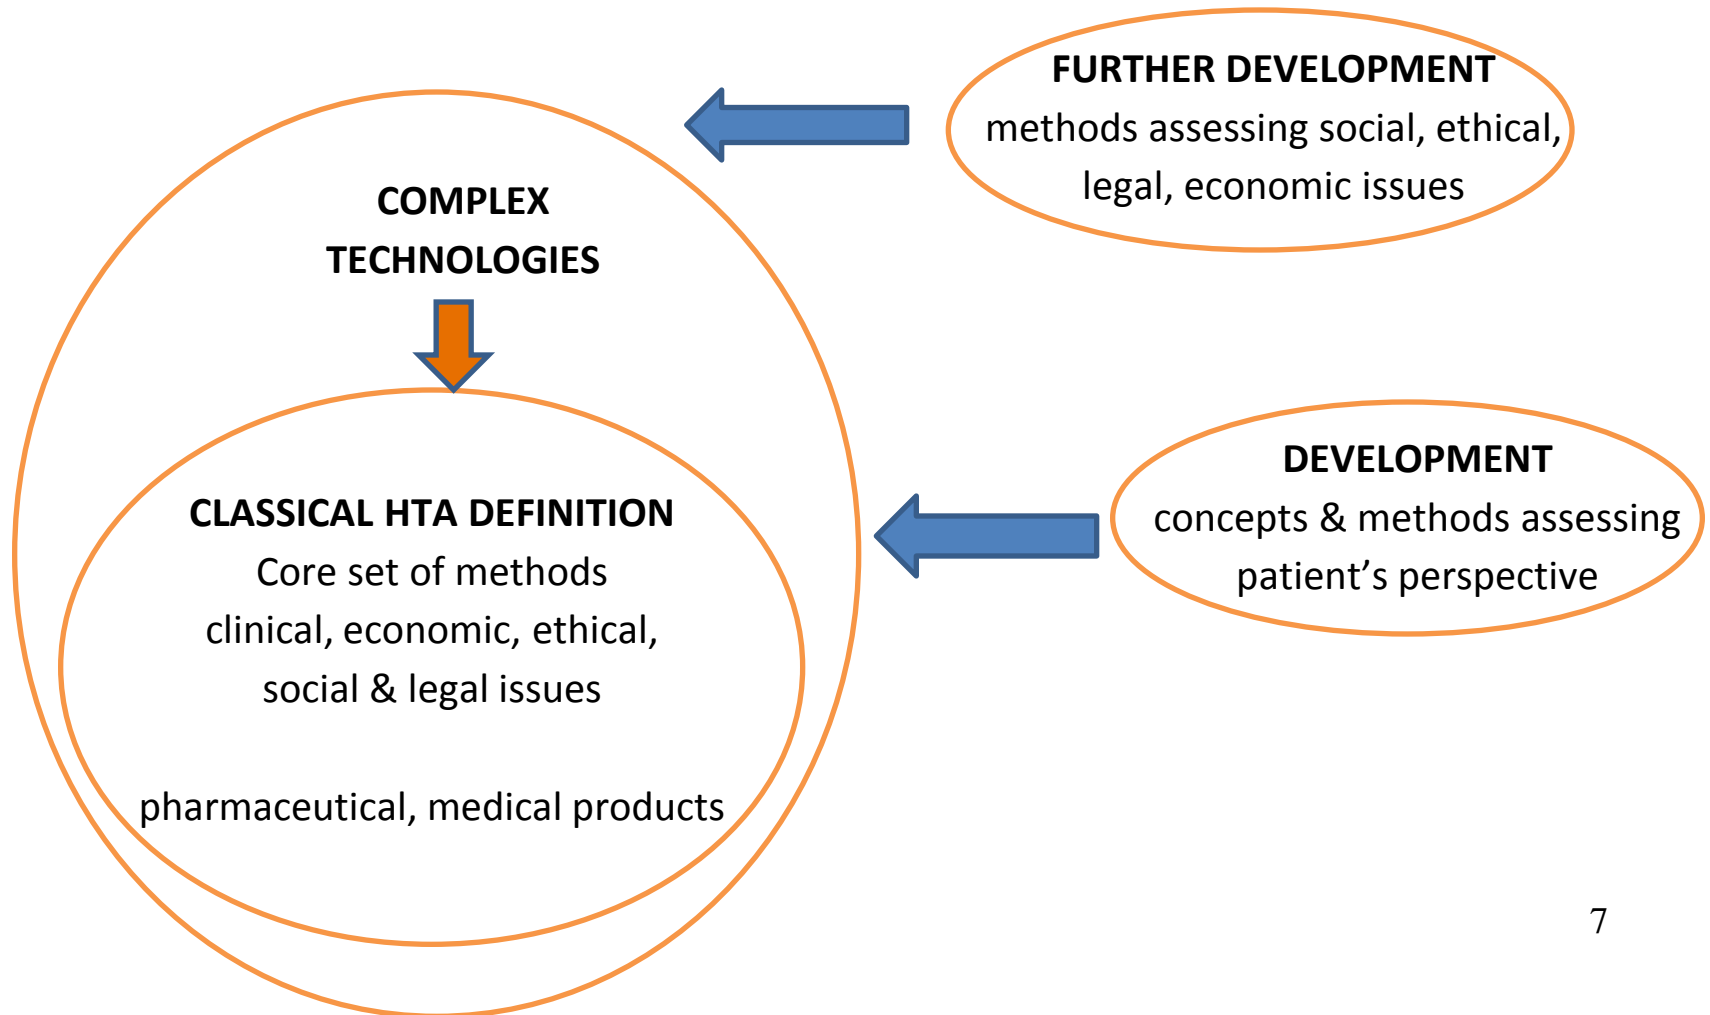 FURTHER DEVELOPMENT
methods assessing social, ethical,
legal, economic issues
COMPLEX
TECHNOLOGIES
CLASSICAL HTA DEFINITION
Core set of methods
clinical, economic, ethical,
social & legal issues
pharmaceutical, medical products
DEVELOPMENT
concepts & methods assessing
patient’s perspective
7